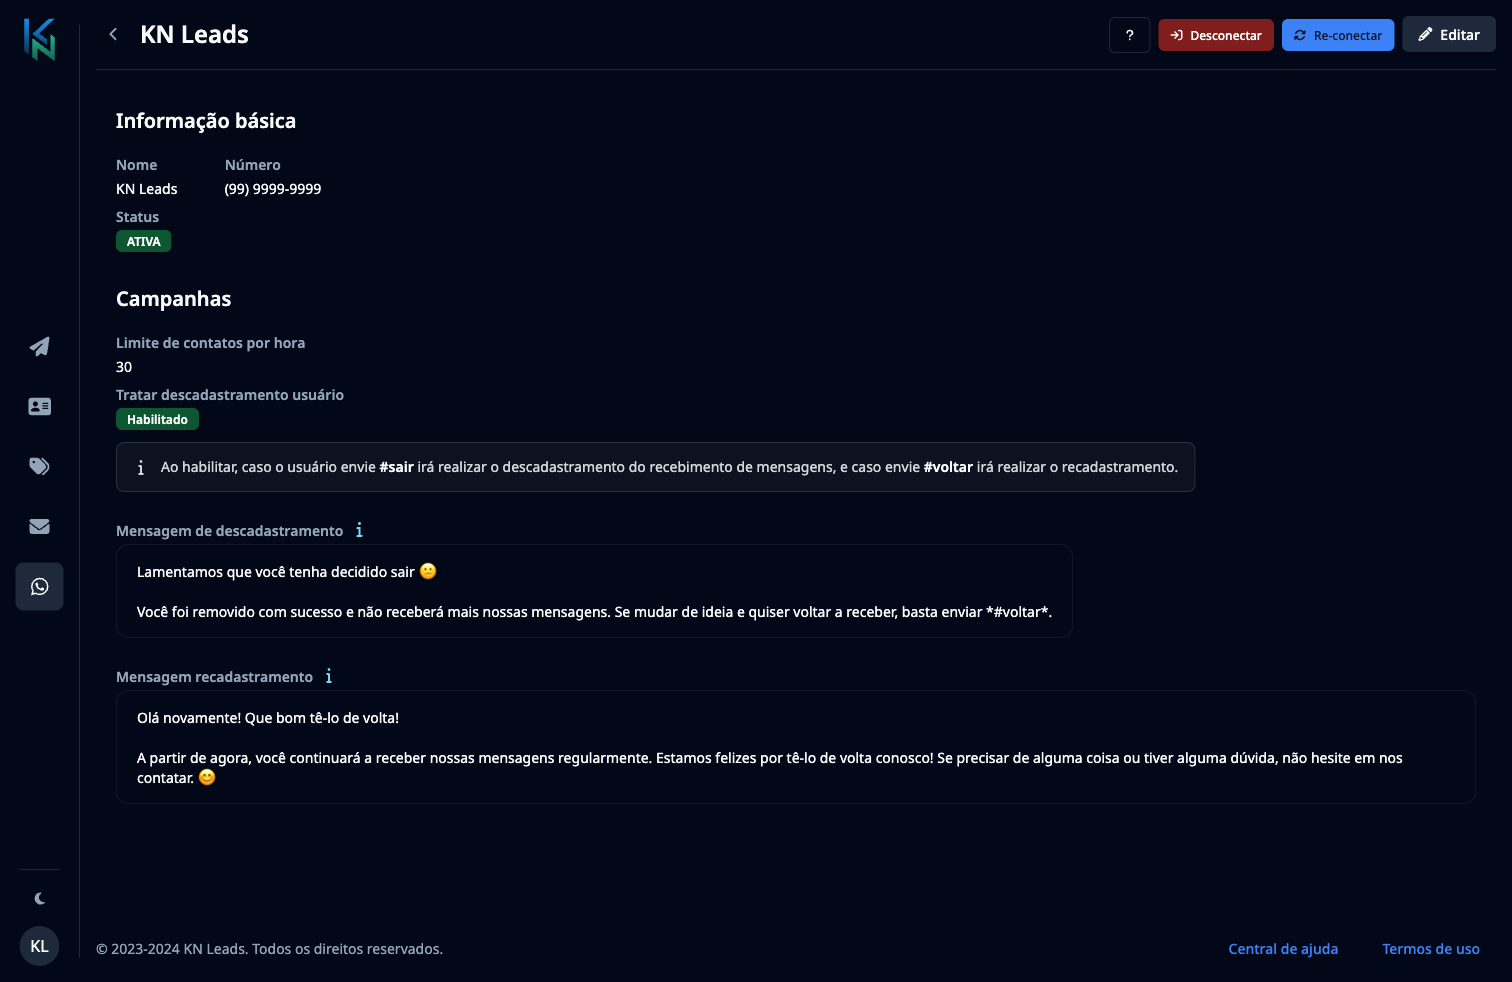 KN Leads
?
Desconectar
Re-conectar
Editar
Informação básica
Nome
Número
KN Leads
(99) 9999-9999
Status
ATIVA
Campanhas
Limite de contatos por hora
30
Tratar descadastramento usuário
Habilitado
Ao habilitar, caso o usuário envie #sair irá realizar o descadastramento do recebimento de mensagens, e caso envie #voltar irá realizar o recadastramento.
Mensagem de descadastramento
Lamentamos que você tenha decidido sair 😕
Você foi removido com sucesso e não receberá mais nossas mensagens. Se mudar de ideia e quiser voltar a receber, basta enviar *#voltar*.
Mensagem recadastramento
Olá novamente! Que bom tê-lo de volta!
A partir de agora, você continuará a receber nossas mensagens regularmente. Estamos felizes por tê-lo de volta conosco! Se precisar de alguma coisa ou tiver alguma dúvida, não hesite em nos
contatar. 😊
KL
© 2023-2024 KN Leads. Todos os direitos reservados.
Central de ajuda
Termos de uso